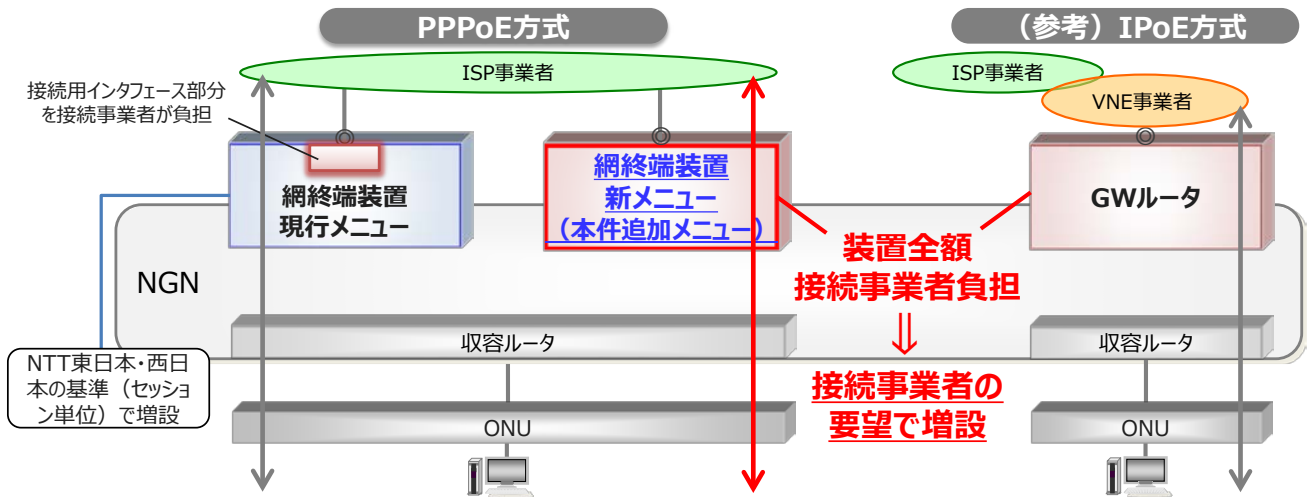 PPPoE方式
(参考)IPoE方式
ISP事業者
ISP事業者
VNE事業者
接続用インタフェース部分
を接続事業者が負担
網終端装置
現行メニュー
網終端装置
新メニュー
(本件追加メニュー)
GWルータ
装置全額
接続事業者負担
⇓
接続事業者の
要望で増設
NGN
収容ルータ
収容ルータ
NTT東日本・西日
本の基準(セッショ
ン単位)で増設
ONU
ONU